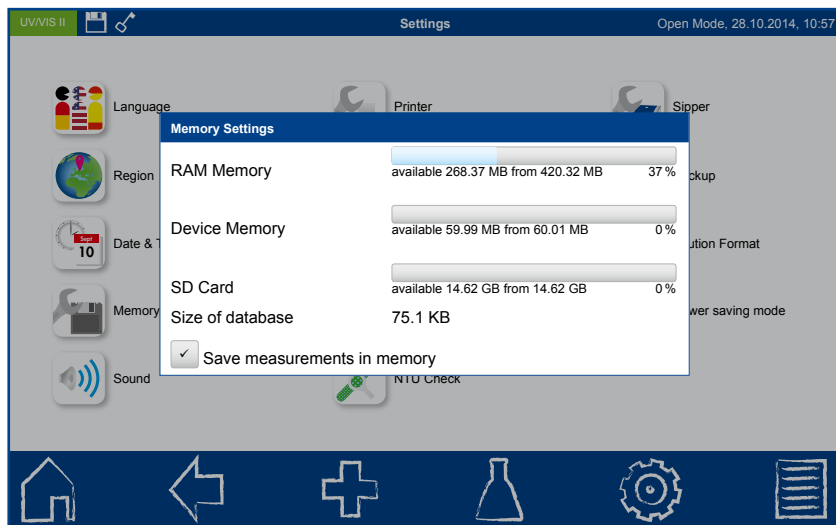 UV/VIS II Settings Open Mode, 28.10.2014, 10:57
Language Printer Sipper
Memory Settings
RAM Memory
available 268.37 MB from 420.32 MB 37 %
Region ckup
Device Memory
available 59.99 MB from 60.01 MB 0 %
Sept
10
Date & T ution Format
SD Card
available 14.62 GB from 14.62 GB 0 %
Memory wer saving mode
Size of database 75.1 KB
✓ Save measurements in memory
Sound NTU Check